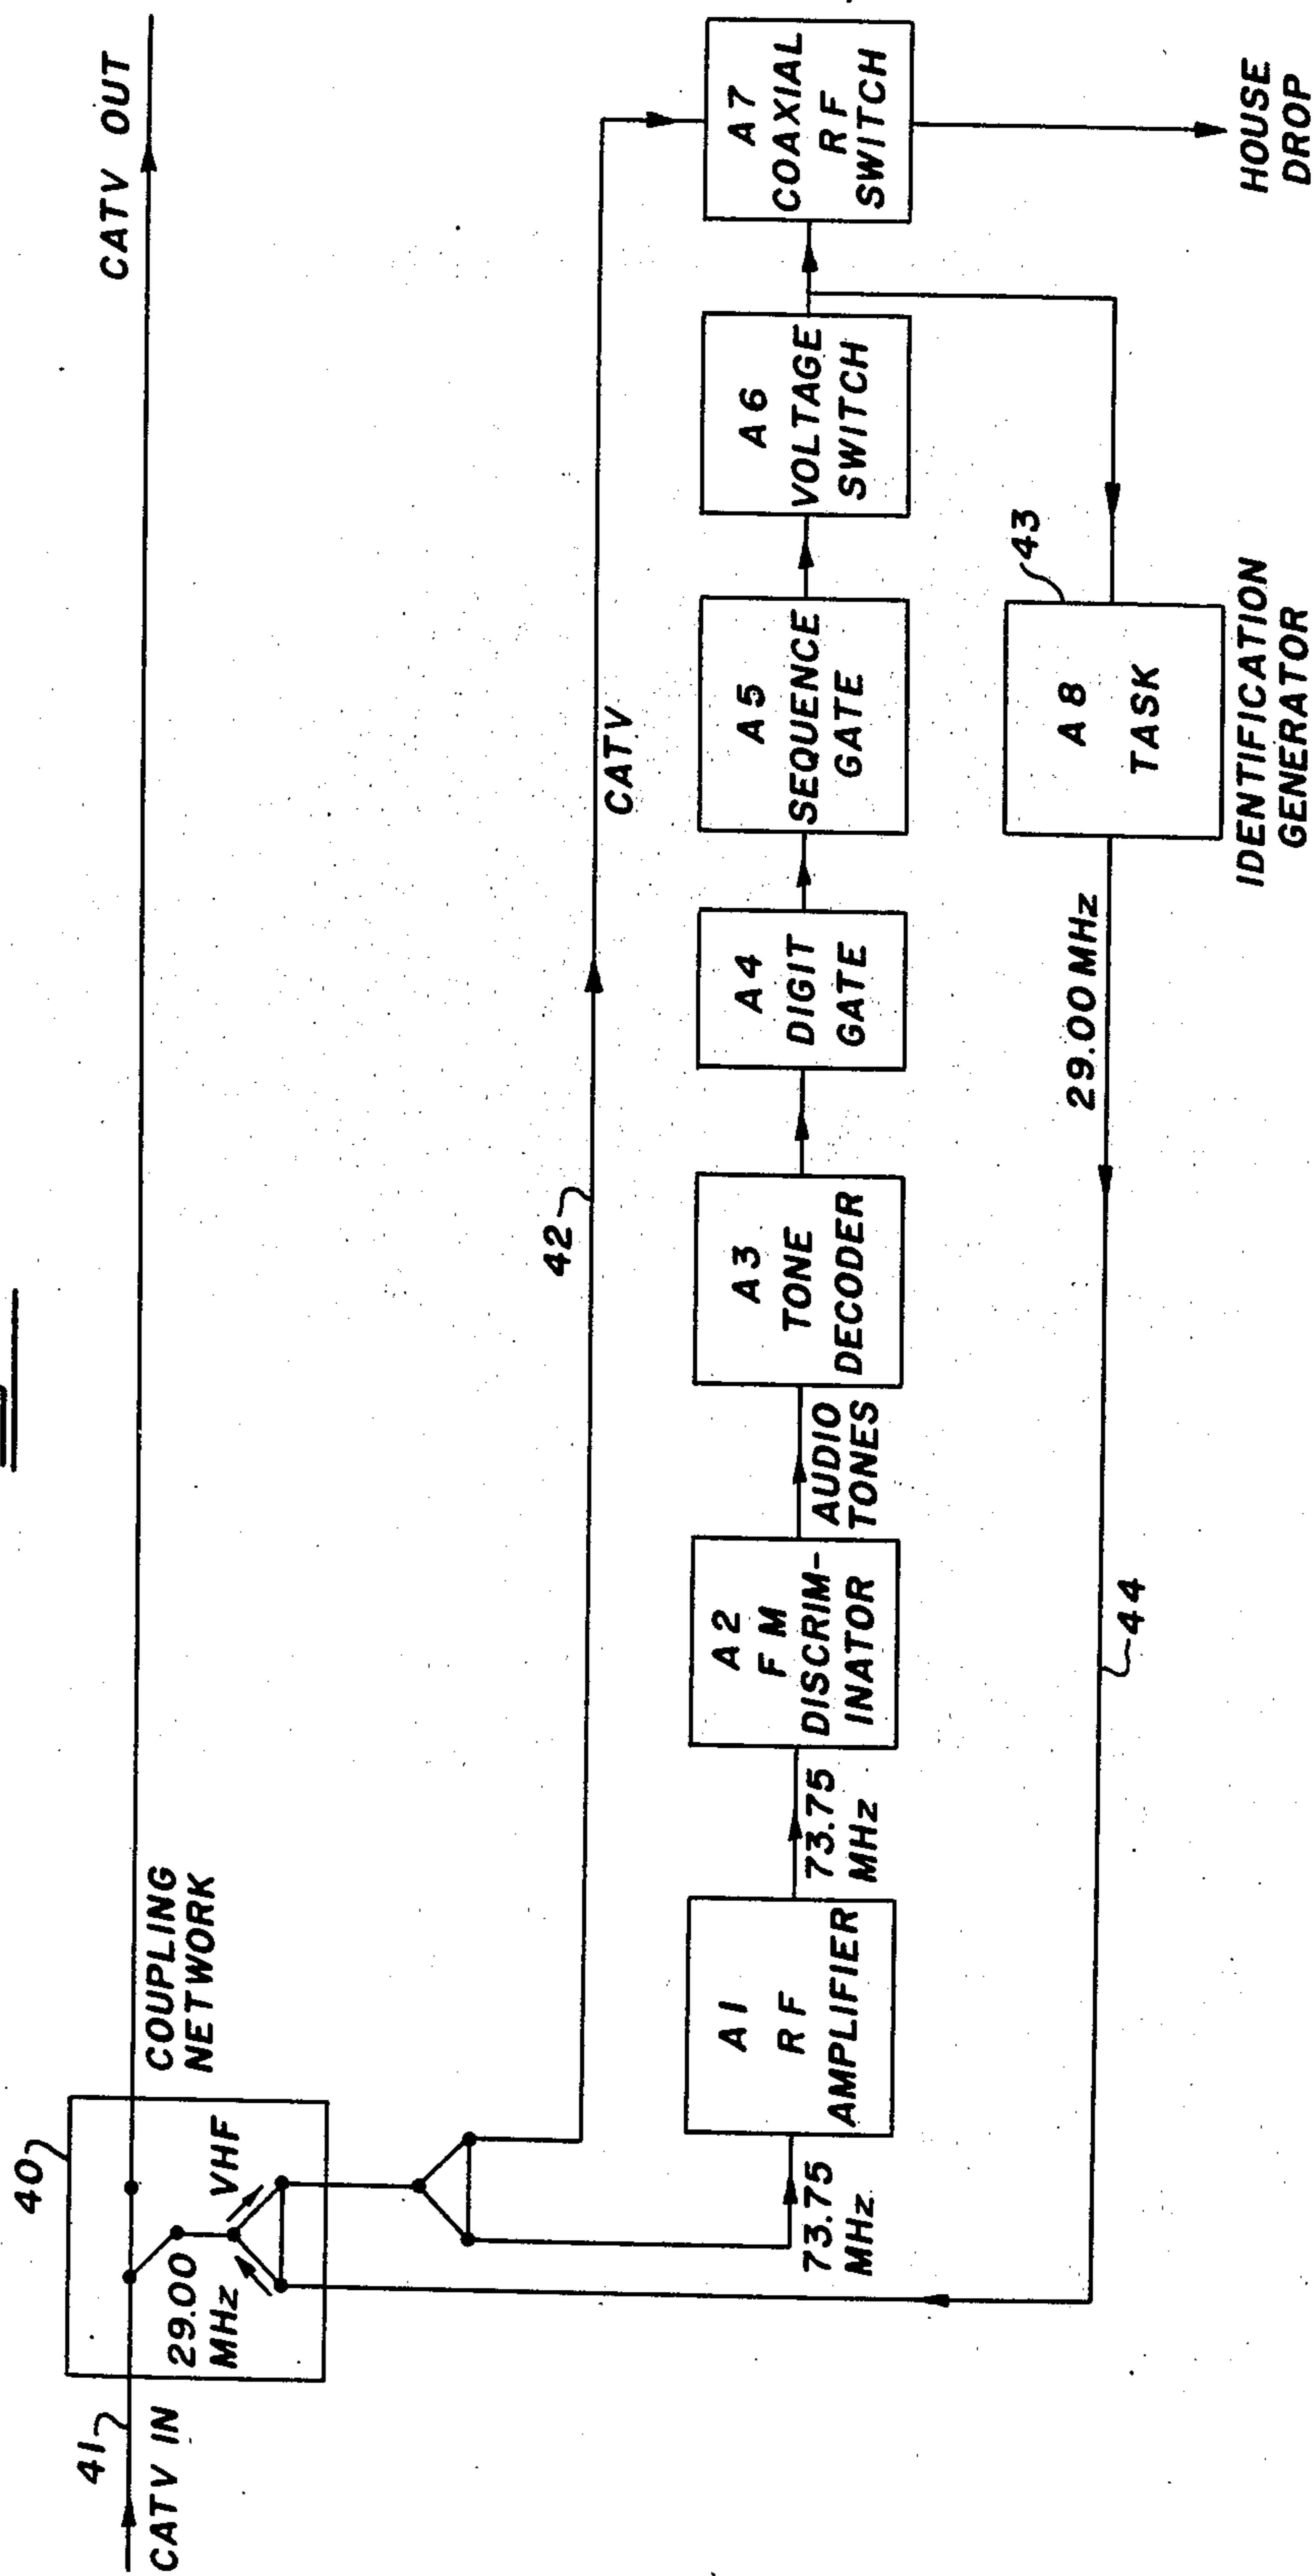 40
41
CATV IN
29.00
MHz
VHF
COUPLING
NETWORK
CATV OUT
42
CATV
73.75
MHz
A1
RF
AMPLIFIER
73.75
MHz
A2
FM
DISCRIM-
INATOR
AUDIO
TONES
A3
TONE
DECODER
A4
DIGIT
GATE
A5
SEQUENCE
GATE
A6
VOLTAGE
SWITCH
A7
COAXIAL
RF
SWITCH
HOUSE
DROP
44
29.00 MHz
43
A8
TASK
IDENTIFICATION
GENERATOR